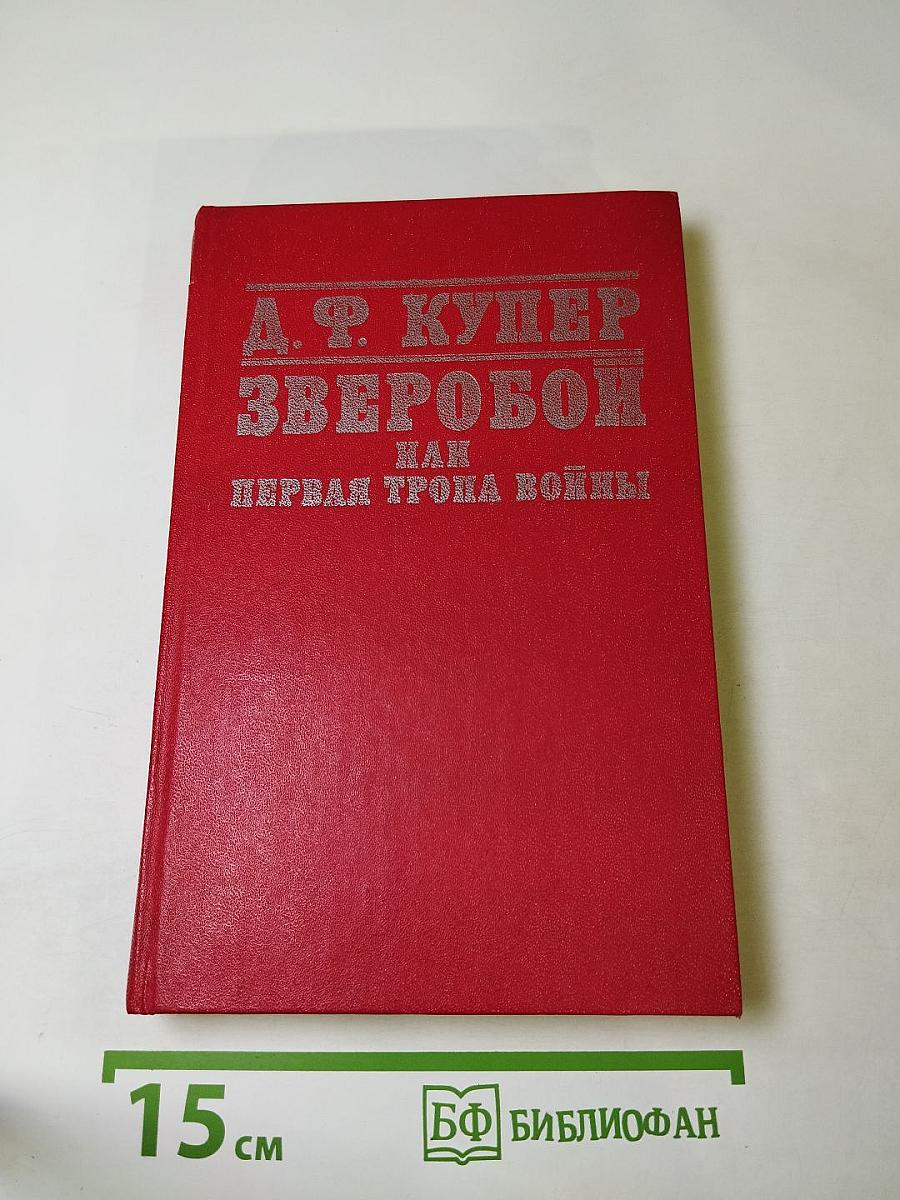 Д. Ф. КУПЕР
ЗВЕРОБОЙ
ИЛИ
ПЕРВАЯ ТРОПА ВОЙНЫ
15 см
БФ БИБЛИОФАН